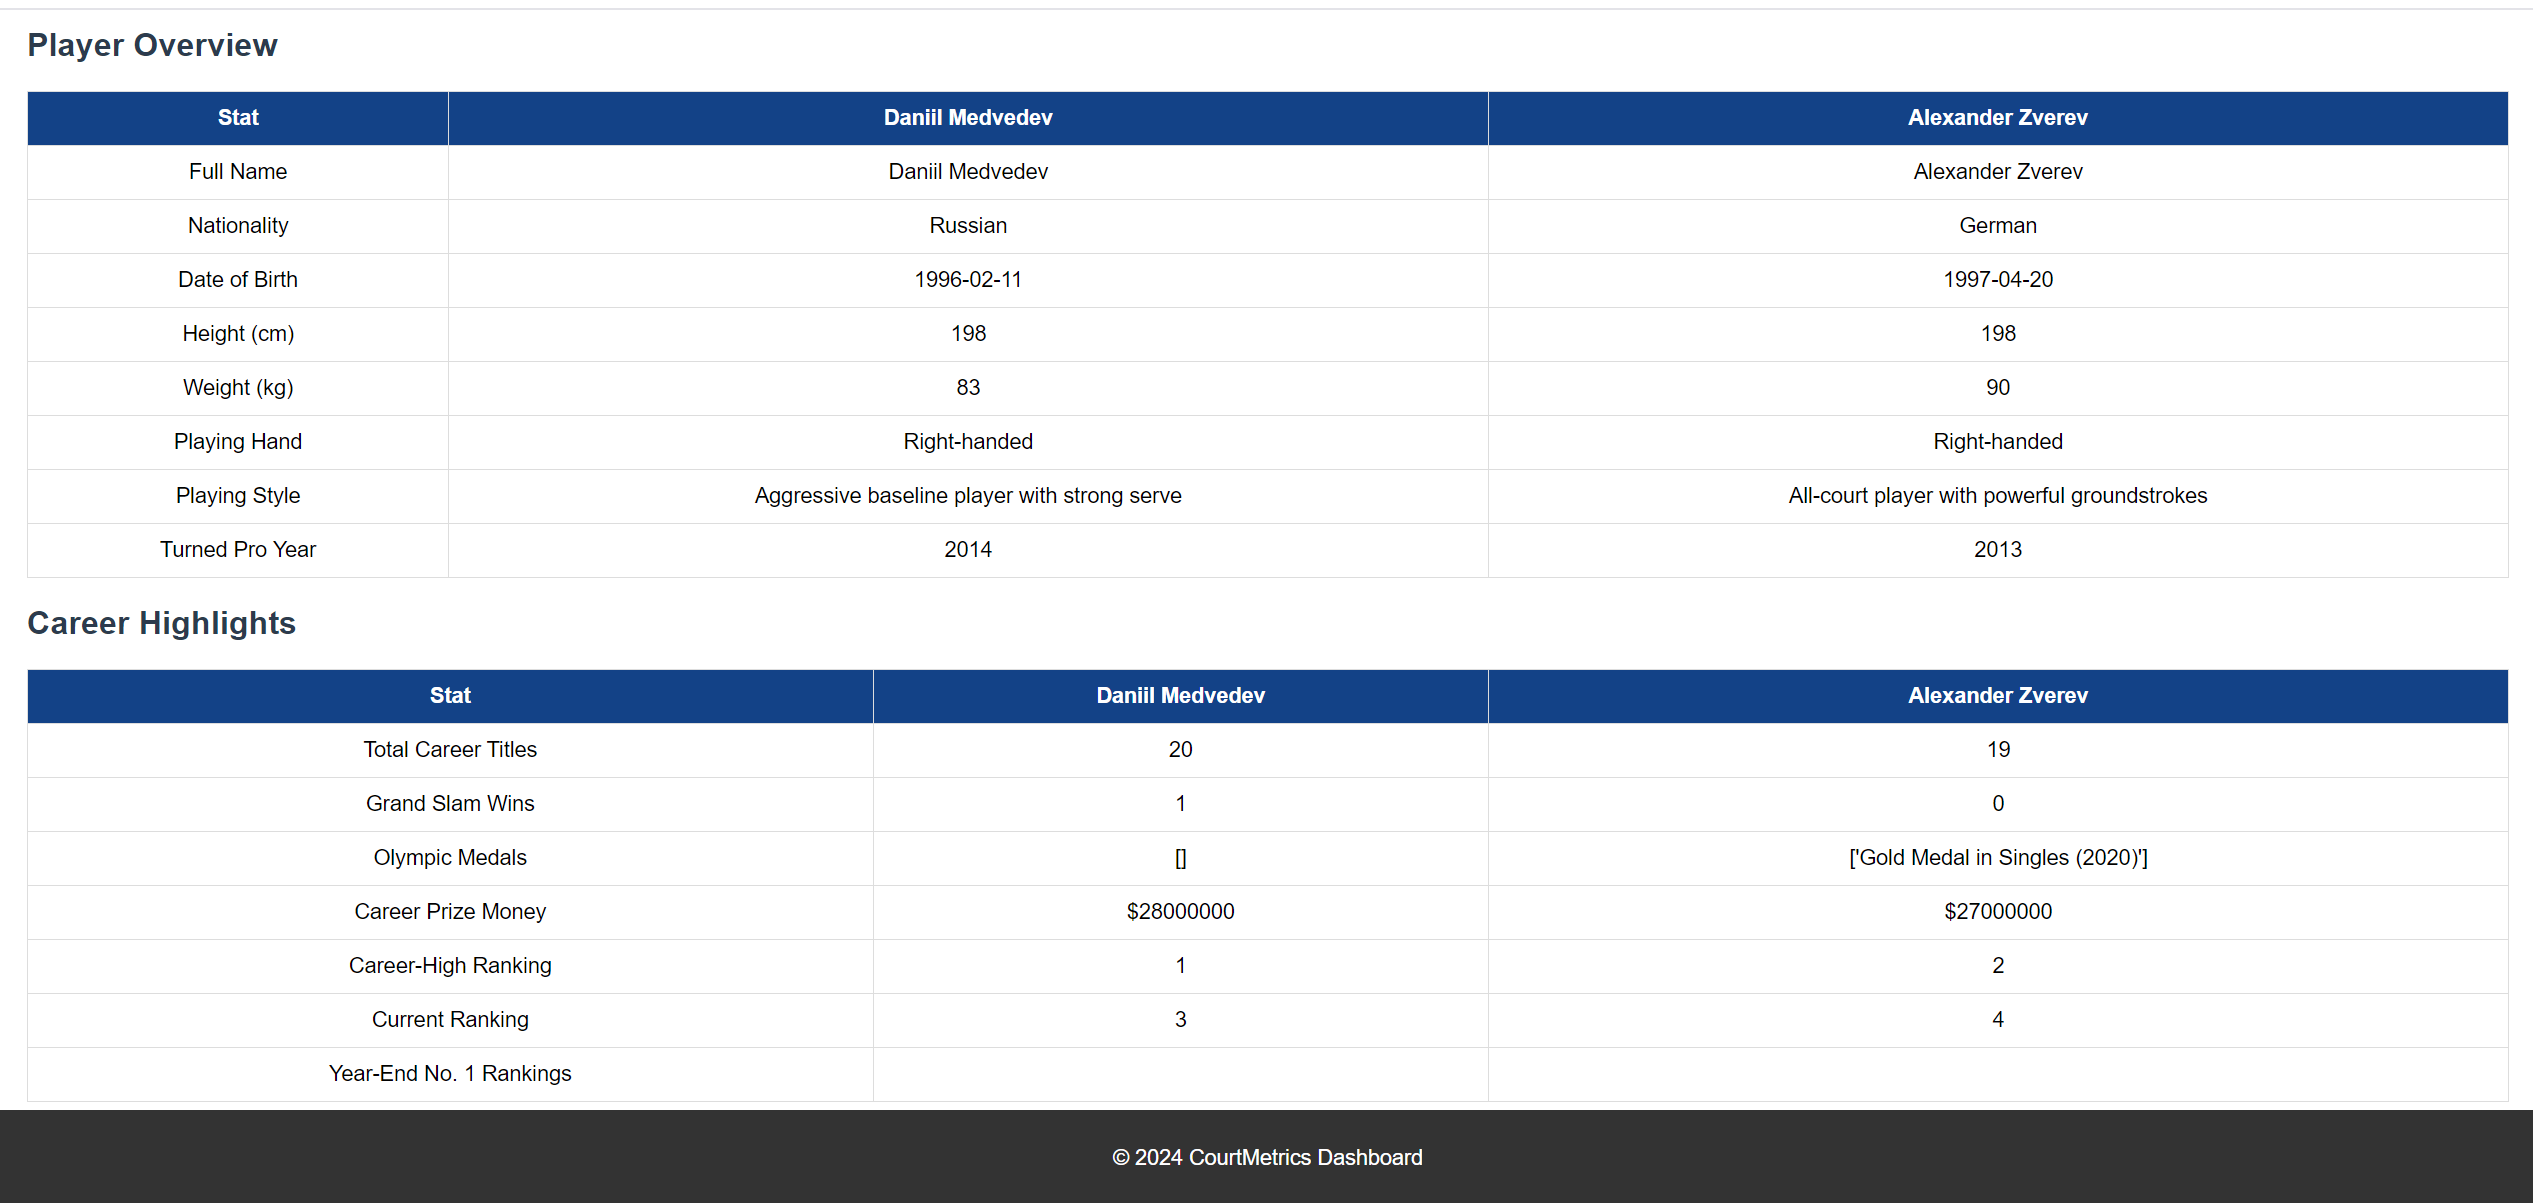 Player Overview
Stat Daniil Medvedev Alexander Zverev
Full Name Daniil Medvedev Alexander Zverev
Nationality Russian German
Date of Birth 1996-02-11 1997-04-20
Height (cm) 198 198
Weight (kg) 83 90
Playing Hand Right-handed Right-handed
Playing Style Aggressive baseline player with strong serve All-court player with powerful groundstrokes
Turned Pro Year 2014 2013
Career Highlights
Stat Daniil Medvedev Alexander Zverev
Total Career Titles 20 19
Grand Slam Wins 1 0
Olympic Medals [] ['Gold Medal in Singles (2020)']
Career Prize Money $28000000 $27000000
Career-High Ranking 1 2
Current Ranking 3 4
Year-End No. 1 Rankings
© 2024 CourtMetrics Dashboard